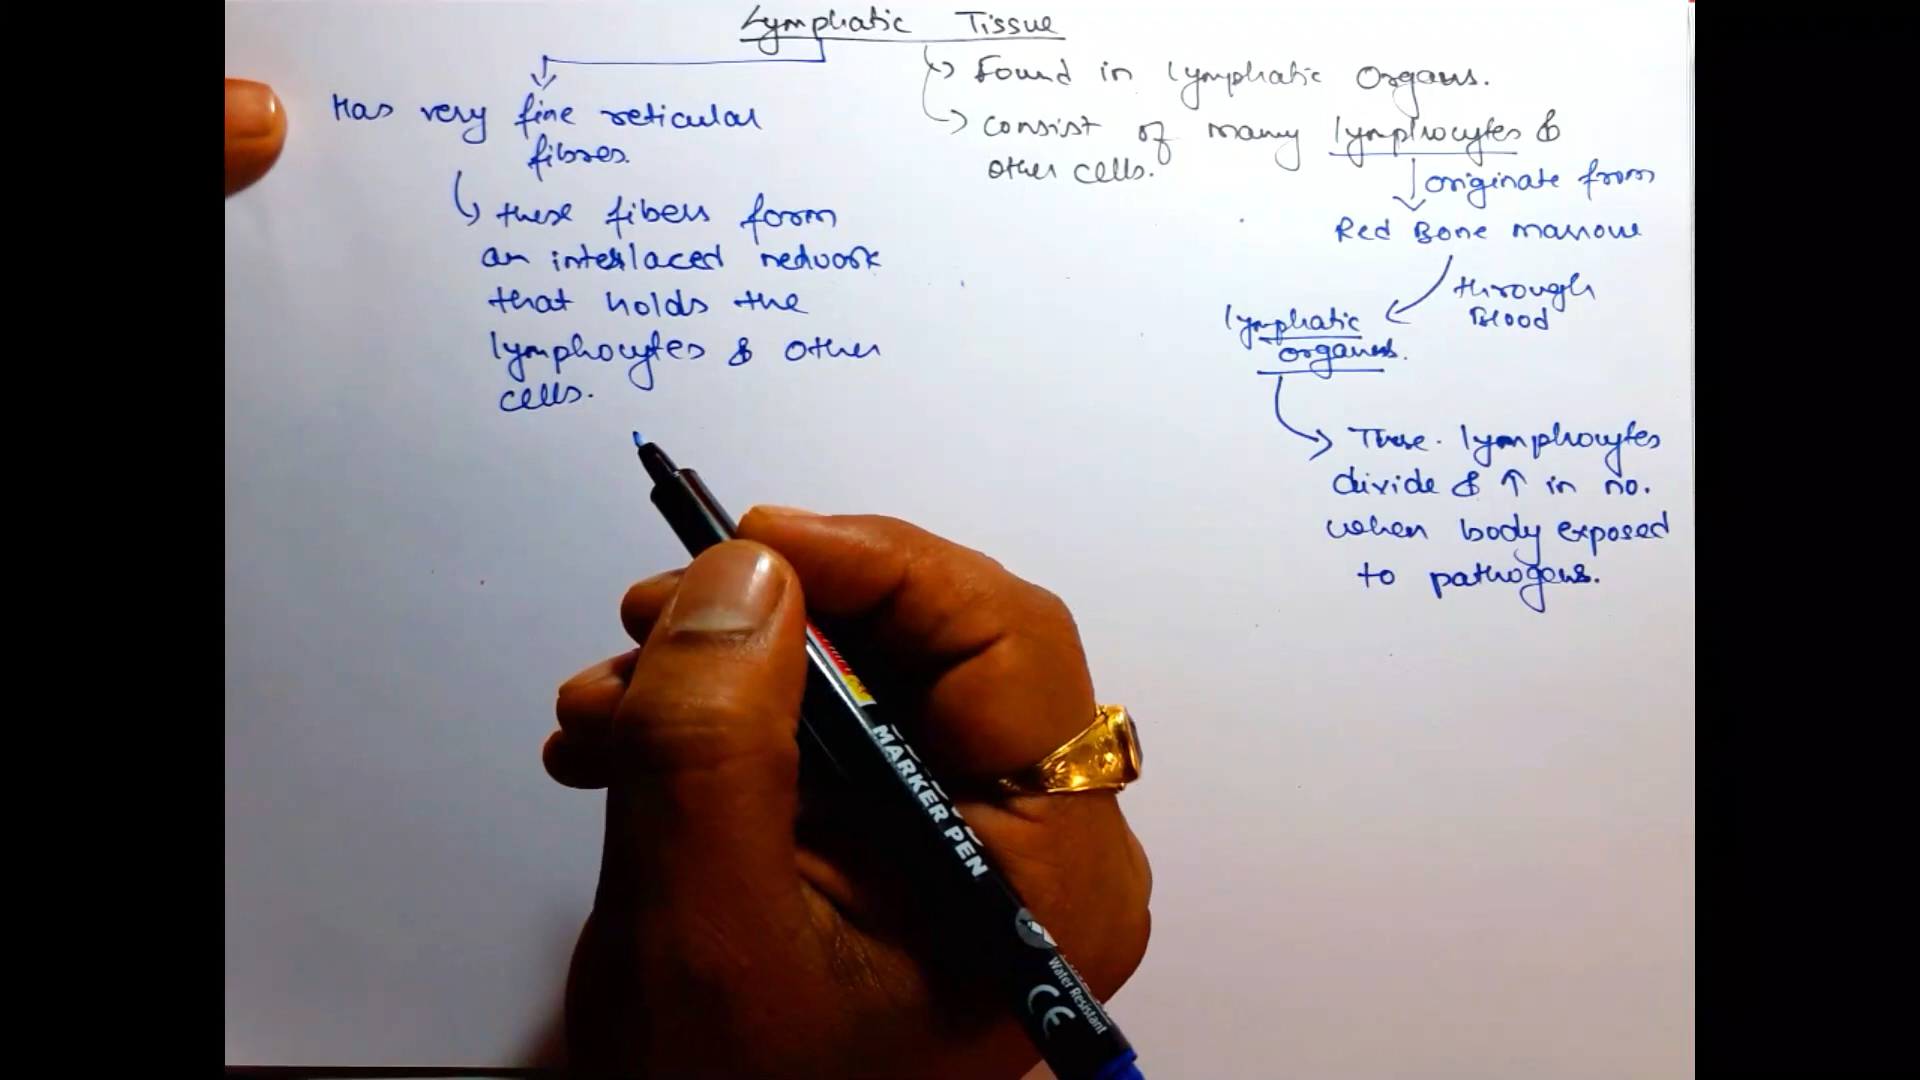 Lymphatic Tissue
Has very fine reticular
fibres.
these fibers form
an interlaced network
that holds the
lymphocytes & other
cells.
Found in lymphatic Organs.
consist of many lymphocytes &
other cells.
originate from
Red Bone marrow
through
Blood
lymphatic
organs.
These lymphocytes
divide & ↑ in no.
when body exposed
to pathogens.
MARKER PEN
Water Resistant
CE